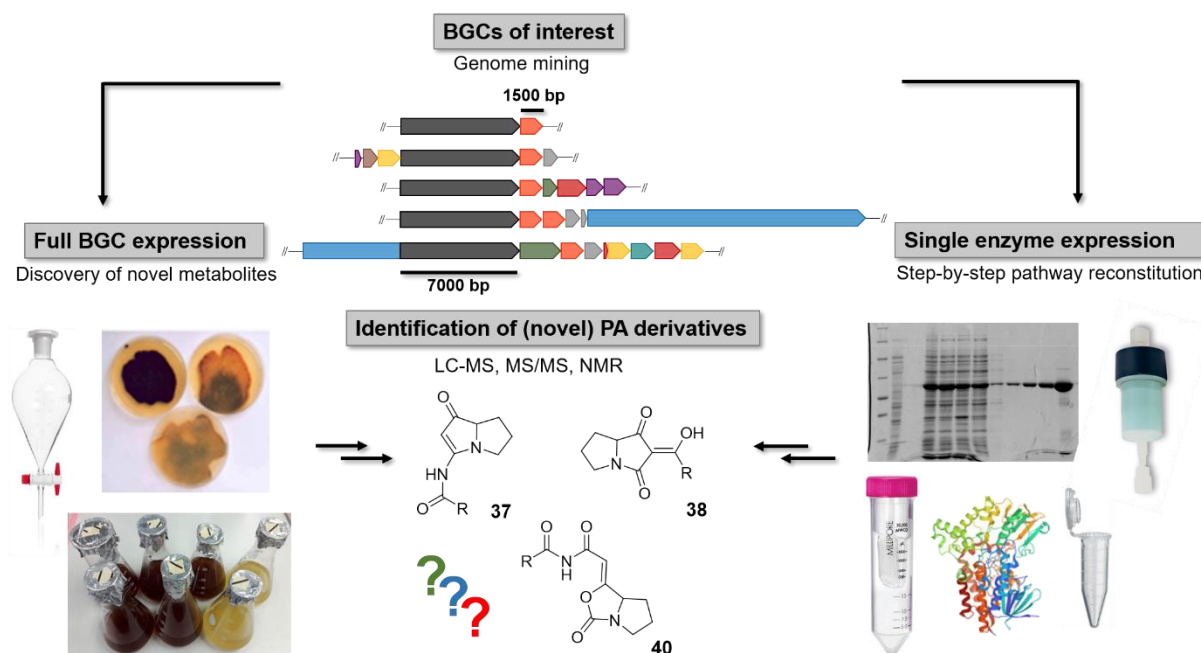 BGCs of interest
Genome mining
1500 bp
//
//
//
//
//
//
//
//
//
//
7000 bp
Full BGC expression
Discovery of novel metabolites
Single enzyme expression
Step-by-step pathway reconstitution
Identification of (novel) PA derivatives
LC-MS, MS/MS, NMR
O
N
HN
O
R
37
O
OH
N
R
O
38
O
O
R
N
H
O
O
N
O
40
?
?
?
MILLIPORE